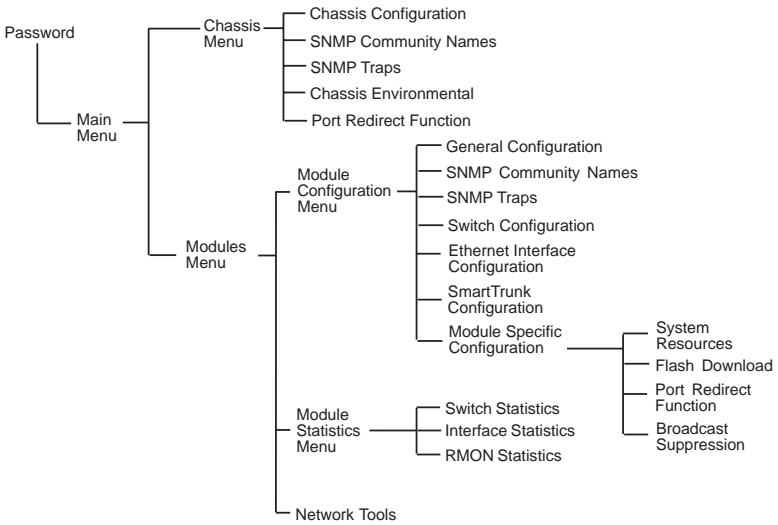 Password
Main
Menu
Chassis
Menu
Chassis Configuration
SNMP Community Names
SNMP Traps
Chassis Environmental
Port Redirect Function
Modules
Menu
Module
Configuration
Menu
General Configuration
SNMP Community Names
SNMP Traps
Switch Configuration
Ethernet Interface
Configuration
SmartTrunk
Configuration
Module Specific
Configuration
System
Resources
Flash Download
Port Redirect
Function
Broadcast
Suppression
Module
Statistics
Menu
Switch Statistics
Interface Statistics
RMON Statistics
Network Tools